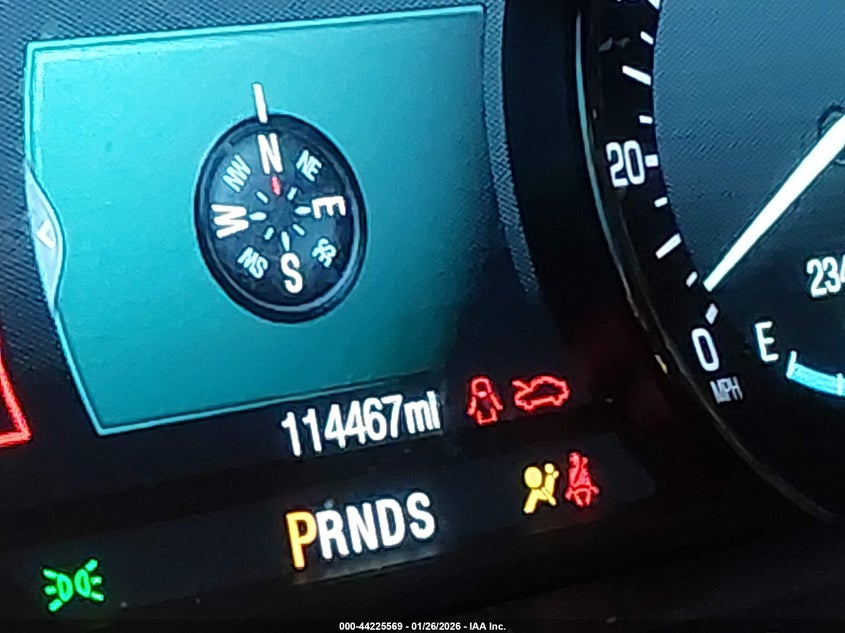 N
NE
E
SE
S
SW
W
NW
20
0
MPH
E
234
114467mi
PRNDS
000-44225569 - 01/26/2026 - IAA Inc.